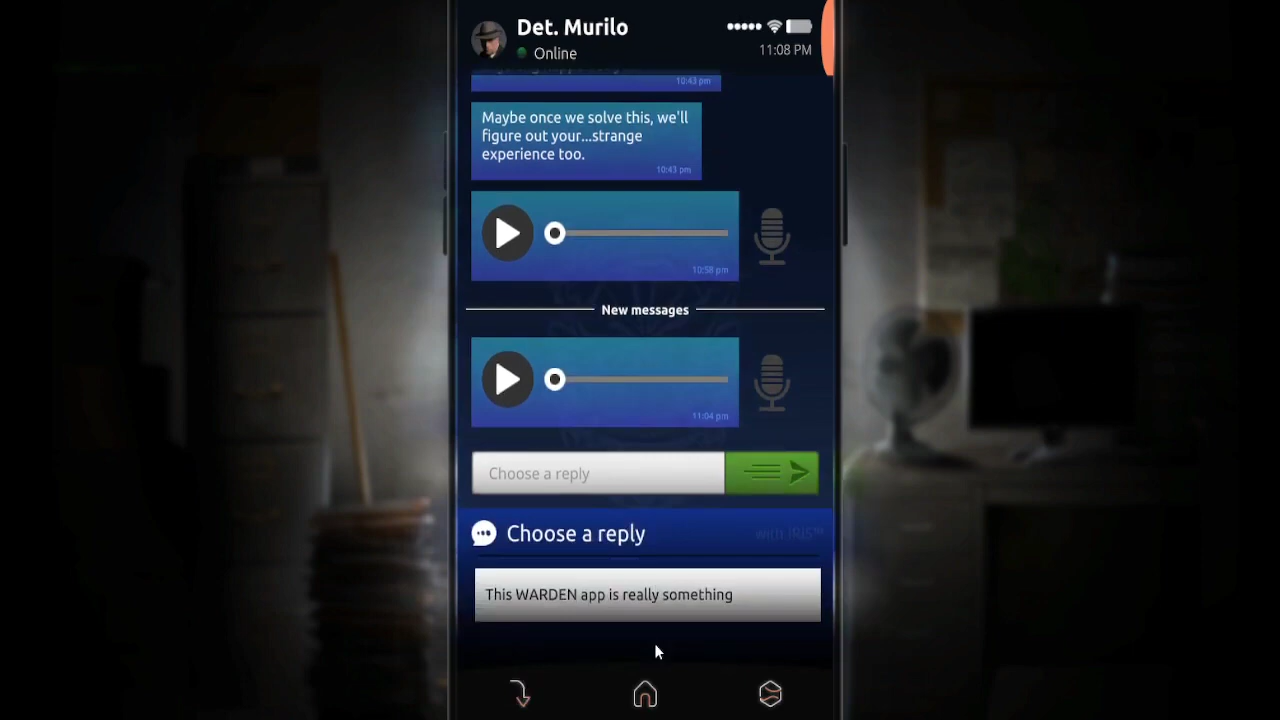 Det. Murilo
Online
11:08 PM
10:43 pm
Maybe once we solve this, we'll
figure out your...strange
experience too.
10:43 pm
10:58 pm
New messages
11:04 pm
Choose a reply
Choose a reply
with IRIS™
This WARDEN app is really something